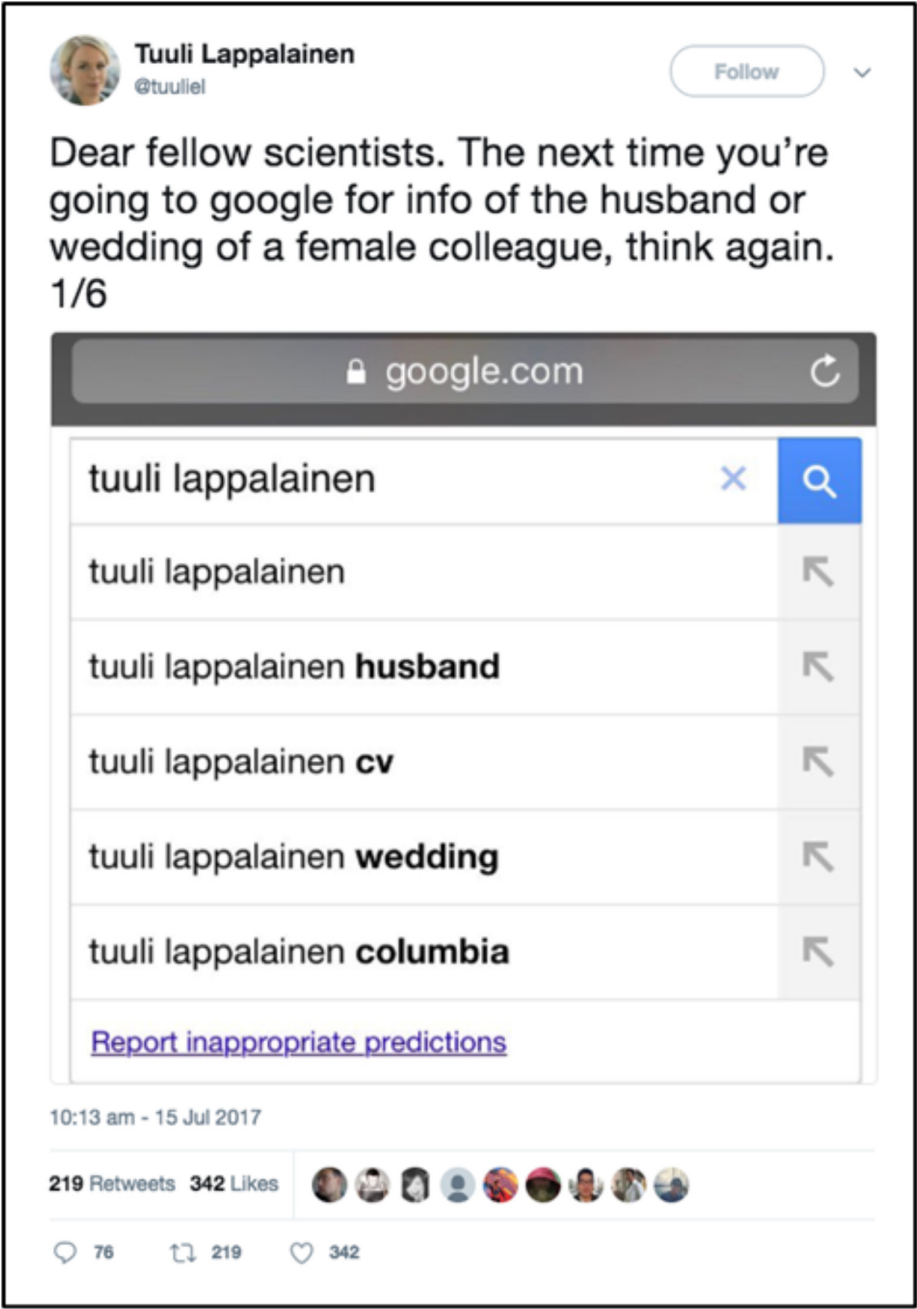 Tuuli Lappalainen
@tuuliel
Follow
Dear fellow scientists. The next time you’re
going to google for info of the husband or
wedding of a female colleague, think again.
1/6
google.com
tuuli lappalainen
tuuli lappalainen
tuuli lappalainen husband
tuuli lappalainen cv
tuuli lappalainen wedding
tuuli lappalainen columbia
Report inappropriate predictions
10:13 am - 15 Jul 2017
219 Retweets 342 Likes
76 219 342